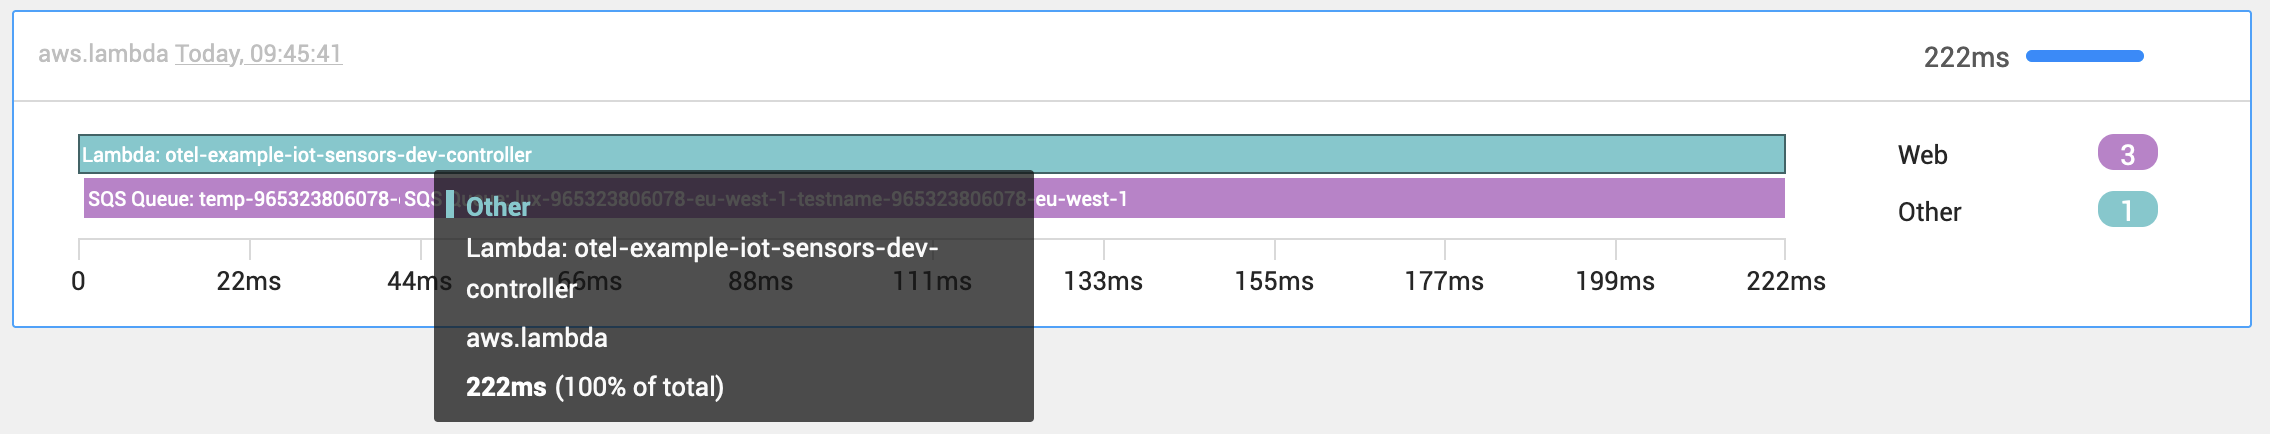 aws.lambda Today, 09:45:41
222ms
Lambda: otel-example-iot-sensors-dev-controller
Web 3
SQS Queue: temp-965323806078- SQS Queue: lux-965323806078-eu-west-1-testname-965323806078-eu-west-1
Other 1
Other
Lambda: otel-example-iot-sensors-dev-
controller
aws.lambda
222ms (100% of total)
0 22ms 44ms 66ms 88ms 111ms 133ms 155ms 177ms 199ms 222ms